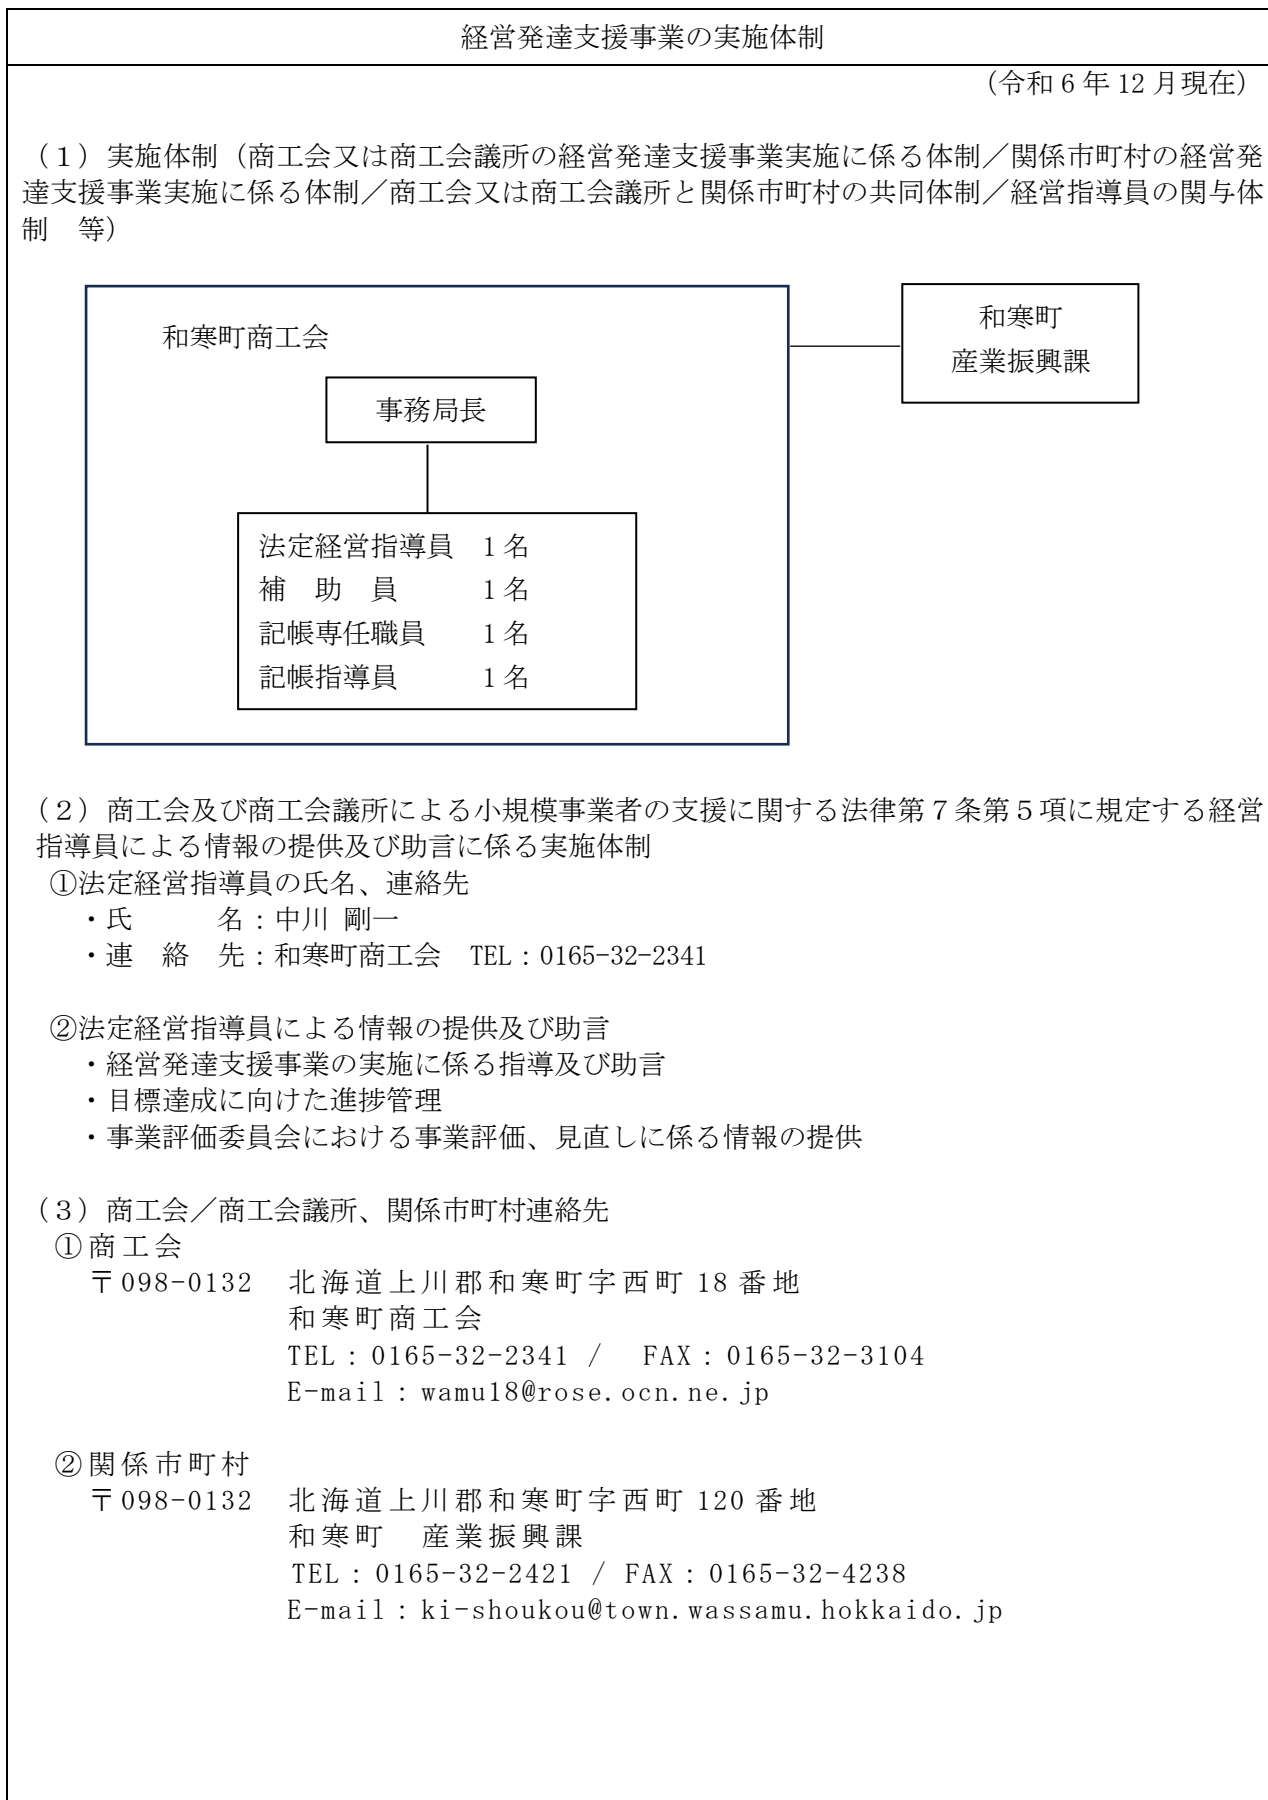 経営発達支援事業の実施体制
（令和 6 年 12 月現在）
（１）実施体制（商工会又は商工会議所の経営発達支援事業実施に係る体制／関係市町村の経営発
達支援事業実施に係る体制／商工会又は商工会議所と関係市町村の共同体制／経営指導員の関与体
制　等）
和寒町商工会
和寒町
産業振興課
事務局長
法定経営指導員　1 名
補　助　員　　　1 名
記帳専任職員　　1 名
記帳指導員　　　1 名
（２）商工会及び商工会議所による小規模事業者の支援に関する法律第７条第５項に規定する経営
指導員による情報の提供及び助言に係る実施体制
①法定経営指導員の氏名、連絡先
・氏　　　名：中川 剛一
・連　絡　先：和寒町商工会　TEL：0165-32-2341
②法定経営指導員による情報の提供及び助言
・経営発達支援事業の実施に係る指導及び助言
・目標達成に向けた進捗管理
・事業評価委員会における事業評価、見直しに係る情報の提供
（３）商工会／商工会議所、関係市町村連絡先
①商工会
〒098-0132　北海道上川郡和寒町字西町 18 番地
和寒町商工会
TEL：0165-32-2341 /　FAX：0165-32-3104
E-mail：wamu18@rose.ocn.ne.jp
②関係市町村
〒098-0132　北海道上川郡和寒町字西町 120 番地
和寒町　産業振興課
TEL：0165-32-2421 / FAX：0165-32-4238
E-mail：ki-shoukou@town.wassamu.hokkaido.jp